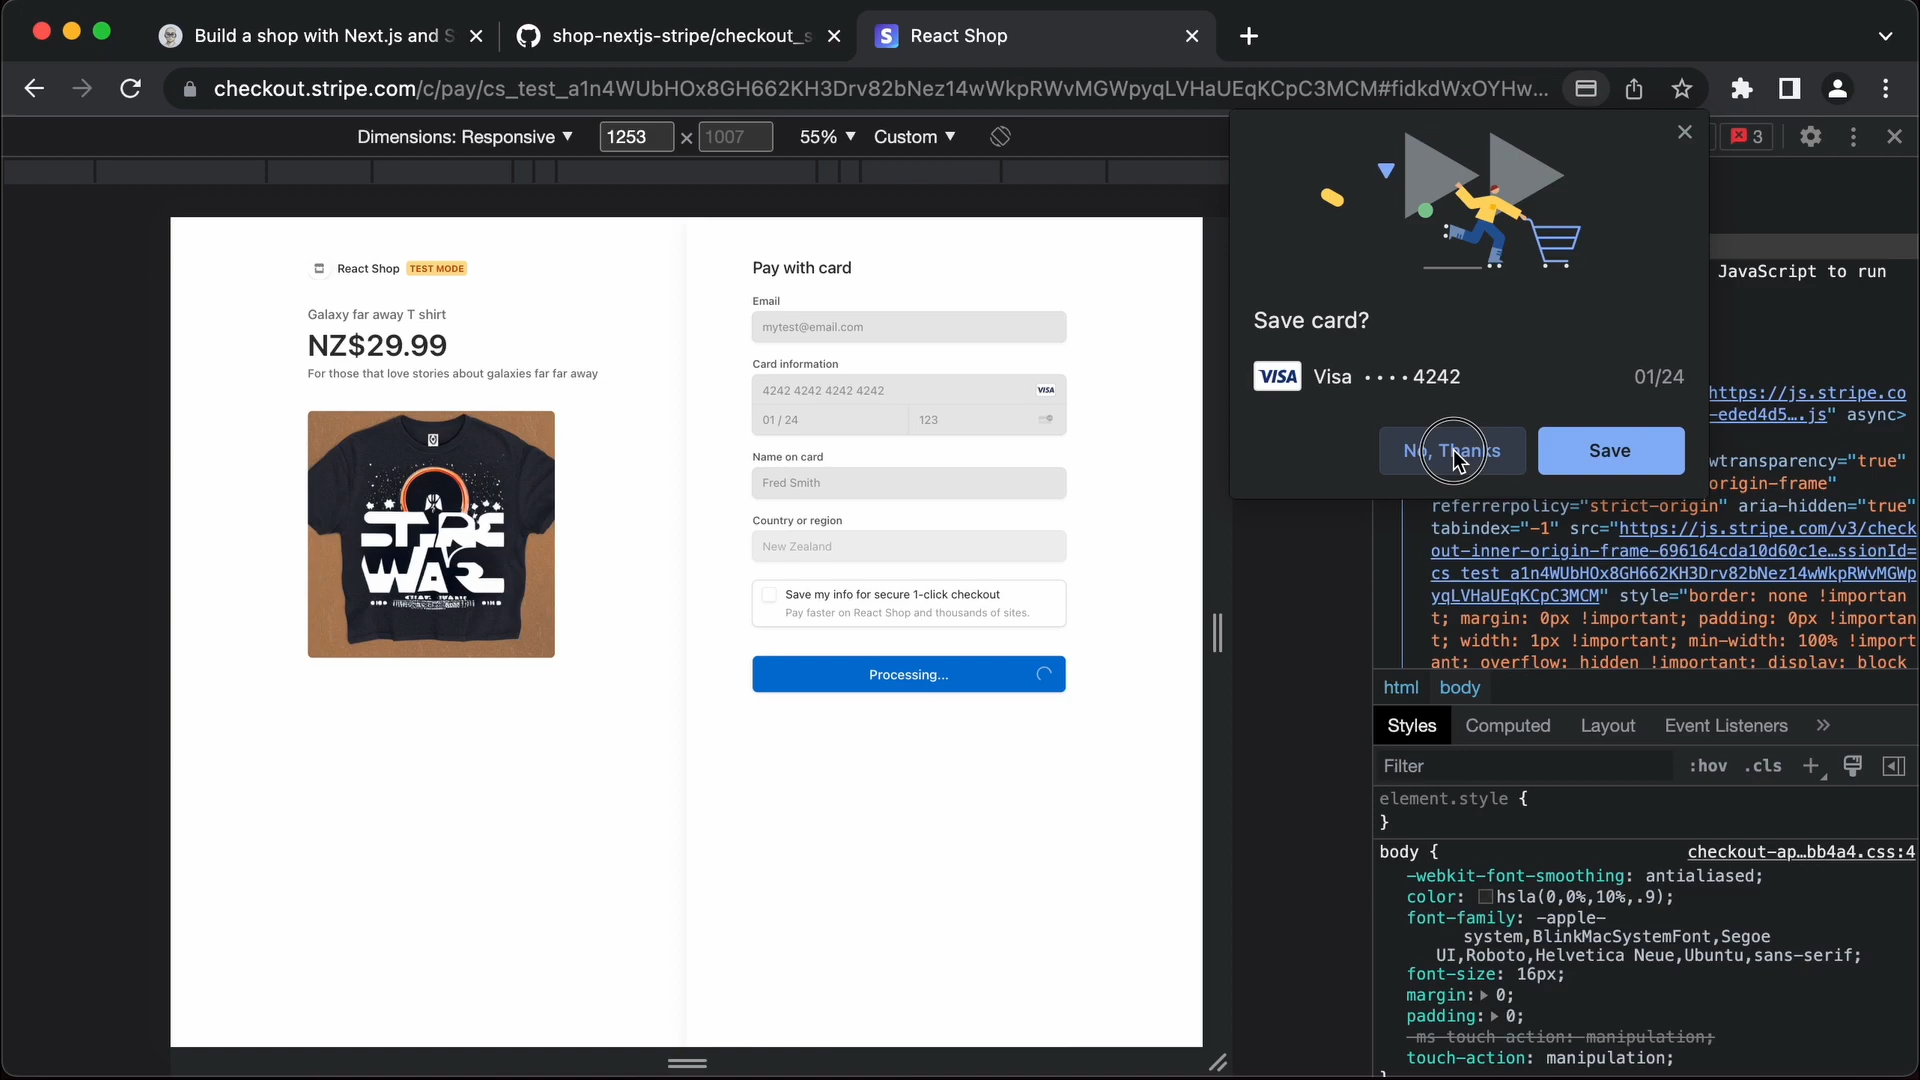 Build a shop with Next.js and S
shop-nextjs-stripe/checkout_s
React Shop
checkout.stripe.com/c/pay/cs_test_a1n4WUbHOx8GH662KH3Drv82bNez14wWkpRWvMGWpyqLVHaUEqKCpC3MCM#fidkdWxOYHw...
Dimensions: Responsive
1253 × 1007
55%
Custom
3
React Shop TEST MODE
Galaxy far away T shirt
NZ$29.99
For those that love stories about galaxies far far away
Pay with card
Email
mytest@email.com
Card information
4242 4242 4242 4242
VISA
01 / 24
123
Name on card
Fred Smith
Country or region
New Zealand
Save my info for secure 1-click checkout
Pay faster on React Shop and thousands of sites.
Processing...
Save card?
VISA Visa ····4242 01/24
No, Thanks
Save
JavaScript to run
https://js.stripe.co
-eded4d5….js" async>
wtransparency="true"
origin-frame"
referrerpolicy="strict-origin" aria-hidden="true"
tabindex="-1" src="https://js.stripe.com/v3/check
out-inner-origin-frame-696164cda10d60c1e…ssionId=
cs_test_a1n4WUbHOx8GH662KH3Drv82bNez14wWkpRWvMGWp
yqLVHaUEqKCpC3MCM" style="border: none !importan
t; margin: 0px !important; padding: 0px !importan
t; width: 1px !important; min-width: 100% !import
ant; overflow: hidden !important; display: block
html body
Styles Computed Layout Event Listeners »
Filter
:hov .cls +
element.style {
}
body {
checkout-ap…bb4a4.css:4
-webkit-font-smoothing: antialiased;
color: hsla(0,0%,10%,.9);
font-family: -apple-
system,BlinkMacSystemFont,Segoe
UI,Roboto,Helvetica Neue,Ubuntu,sans-serif;
font-size: 16px;
margin: 0;
padding: 0;
-ms-touch-action: manipulation;
touch-action: manipulation;